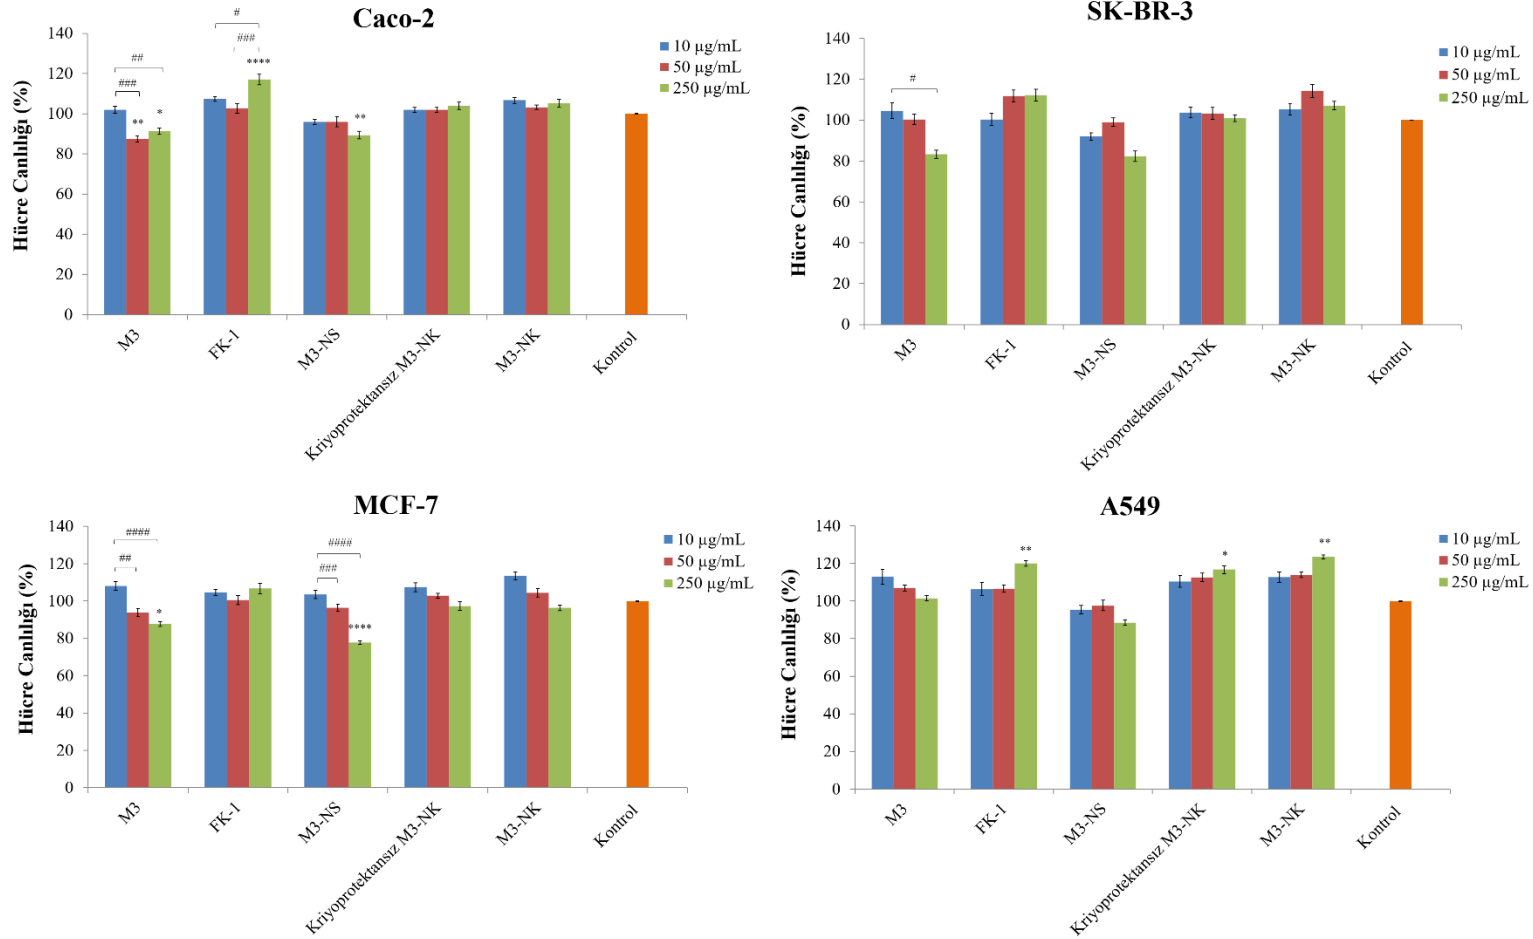 Caco-2
Hücre Canlılığı (%)
140
120
100
80
60
40
20
0
#
###
****
##
###
**
*
**
10 µg/mL
50 µg/mL
250 µg/mL
M3
FK-1
M3-NS
Kriyoprotektansız M3-NK
M3-NK
Kontrol
SK-BR-3
Hücre Canlılığı (%)
140
120
100
80
60
40
20
0
#
10 µg/mL
50 µg/mL
250 µg/mL
M3
FK-1
M3-NS
Kriyoprotektansız M3-NK
M3-NK
Kontrol
MCF-7
Hücre Canlılığı (%)
140
120
100
80
60
40
20
0
####
##
*
####
###
****
10 µg/mL
50 µg/mL
250 µg/mL
M3
FK-1
M3-NS
Kriyoprotektansız M3-NK
M3-NK
Kontrol
A549
Hücre Canlılığı (%)
140
120
100
80
60
40
20
0
**
*
**
10 µg/mL
50 µg/mL
250 µg/mL
M3
FK-1
M3-NS
Kriyoprotektansız M3-NK
M3-NK
Kontrol